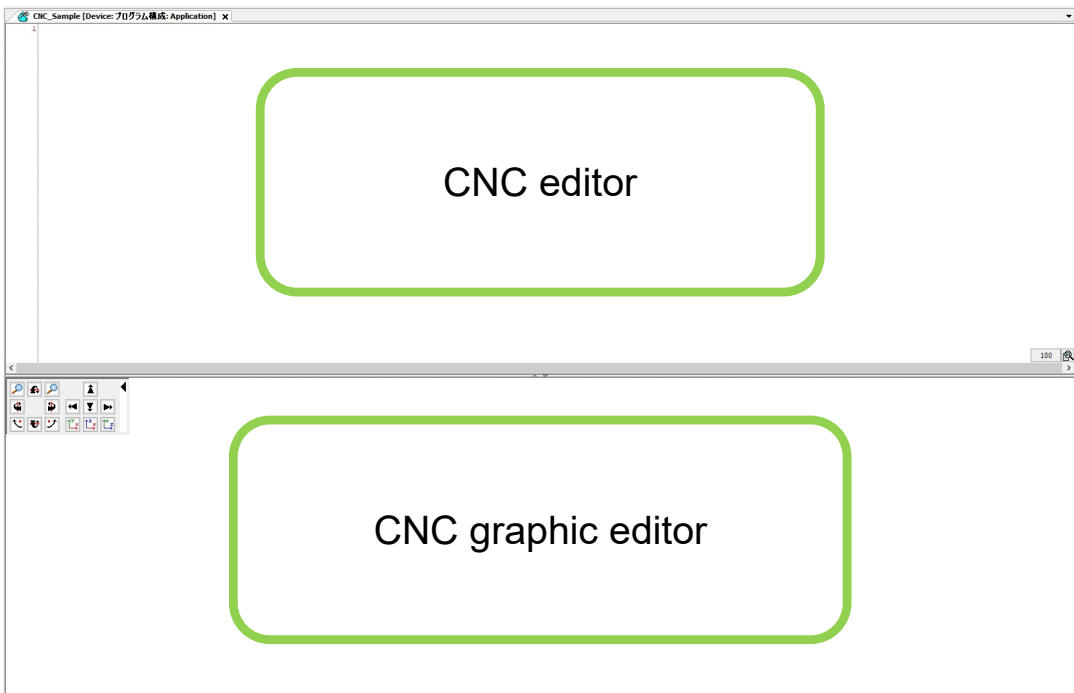 CNC_Sample [Device: プログラム構成: Application] x
1
CNC editor
100
CNC graphic editor